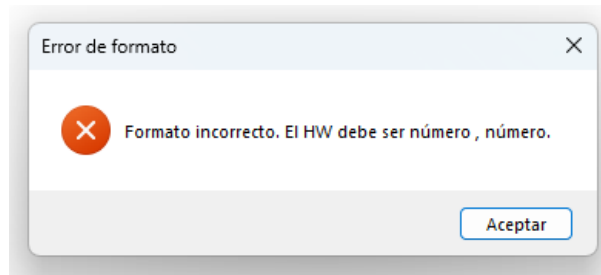 Error de formato
Formato incorrecto. El HW debe ser número , número.
Aceptar